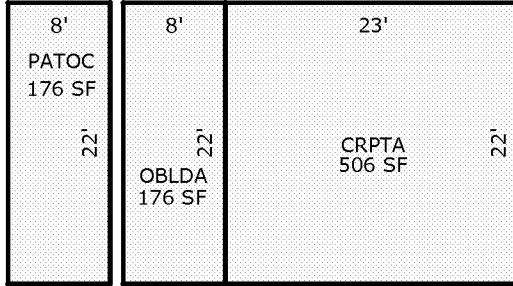 8'
PATOC
176 SF
22'
8'
22'
OBLDA
176 SF
23'
CRPTA
506 SF
22'